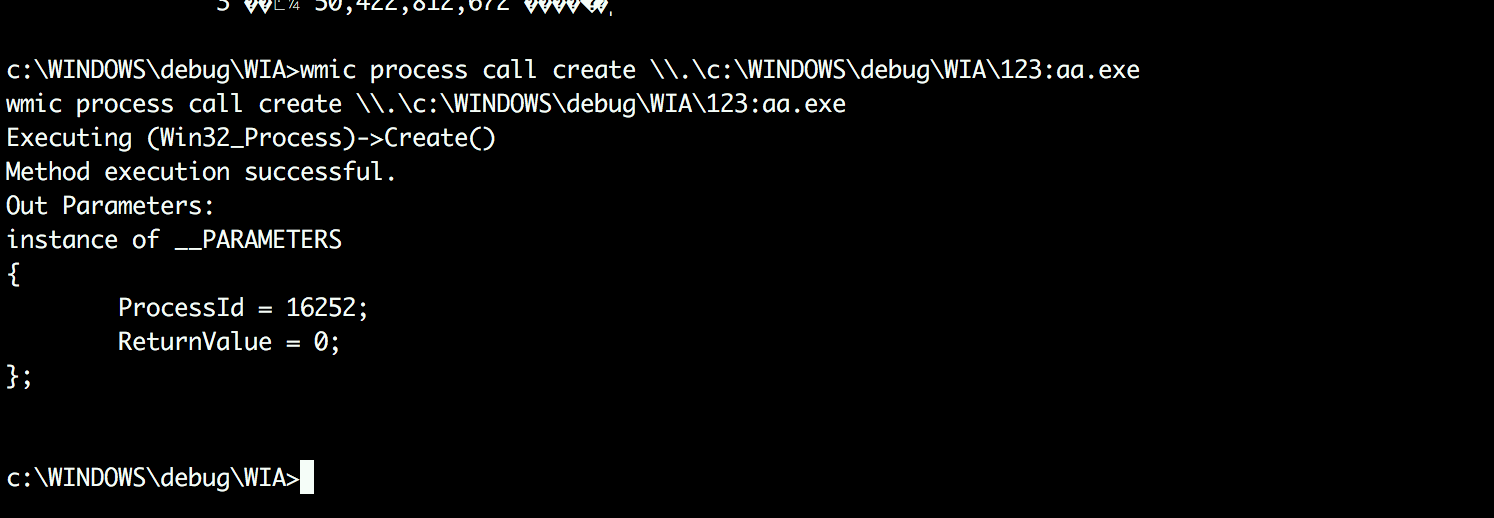 50,422,812,672
c:\WINDOWS\debug\WIA>wmic process call create \\.\c:\WINDOWS\debug\WIA\123:aa.exe
wmic process call create \\.\c:\WINDOWS\debug\WIA\123:aa.exe
Executing (Win32_Process)->Create()
Method execution successful.
Out Parameters:
instance of __PARAMETERS
{
        ProcessId = 16252;
        ReturnValue = 0;
};
c:\WINDOWS\debug\WIA>